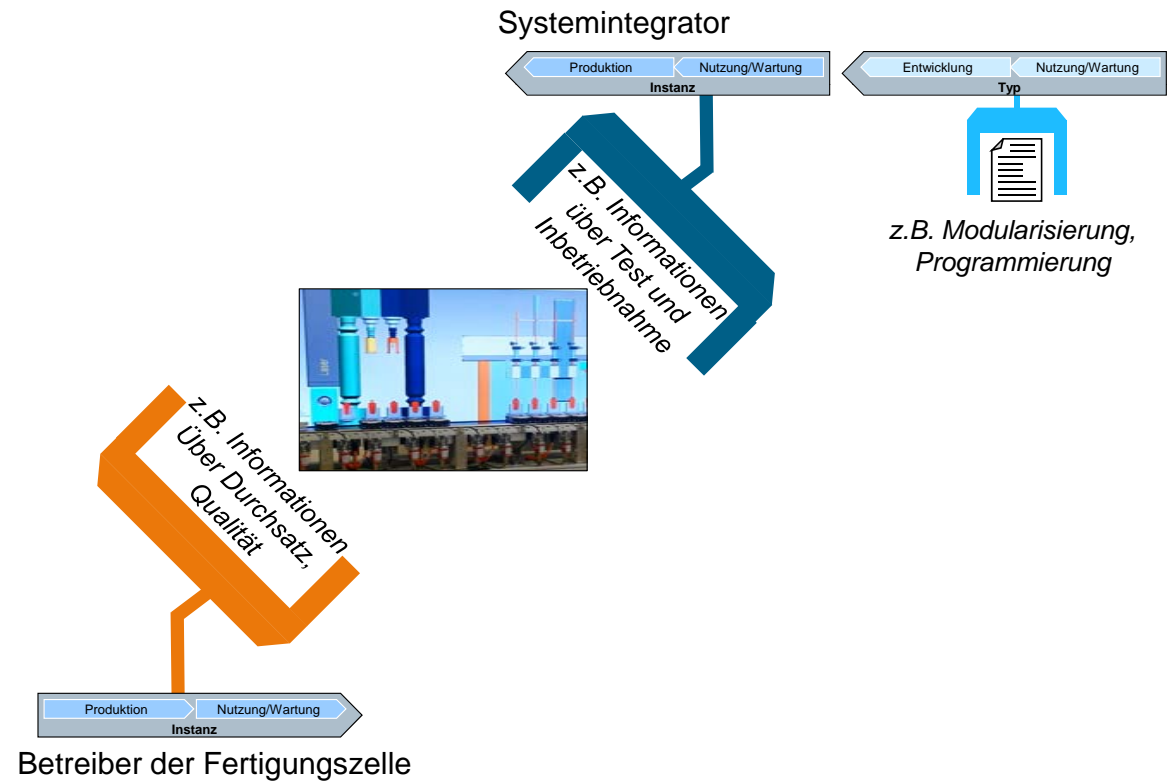 Systemintegrator
Produktion
Nutzung/Wartung
Instanz
Entwicklung
Nutzung/Wartung
Typ
z.B. Informationen
über Test und
Inbetriebnahme
z.B. Modularisierung,
Programmierung
Laser
z.B. Informationen
Über Durchsatz,
Qualität
Produktion
Nutzung/Wartung
Instanz
Betreiber der Fertigungszelle